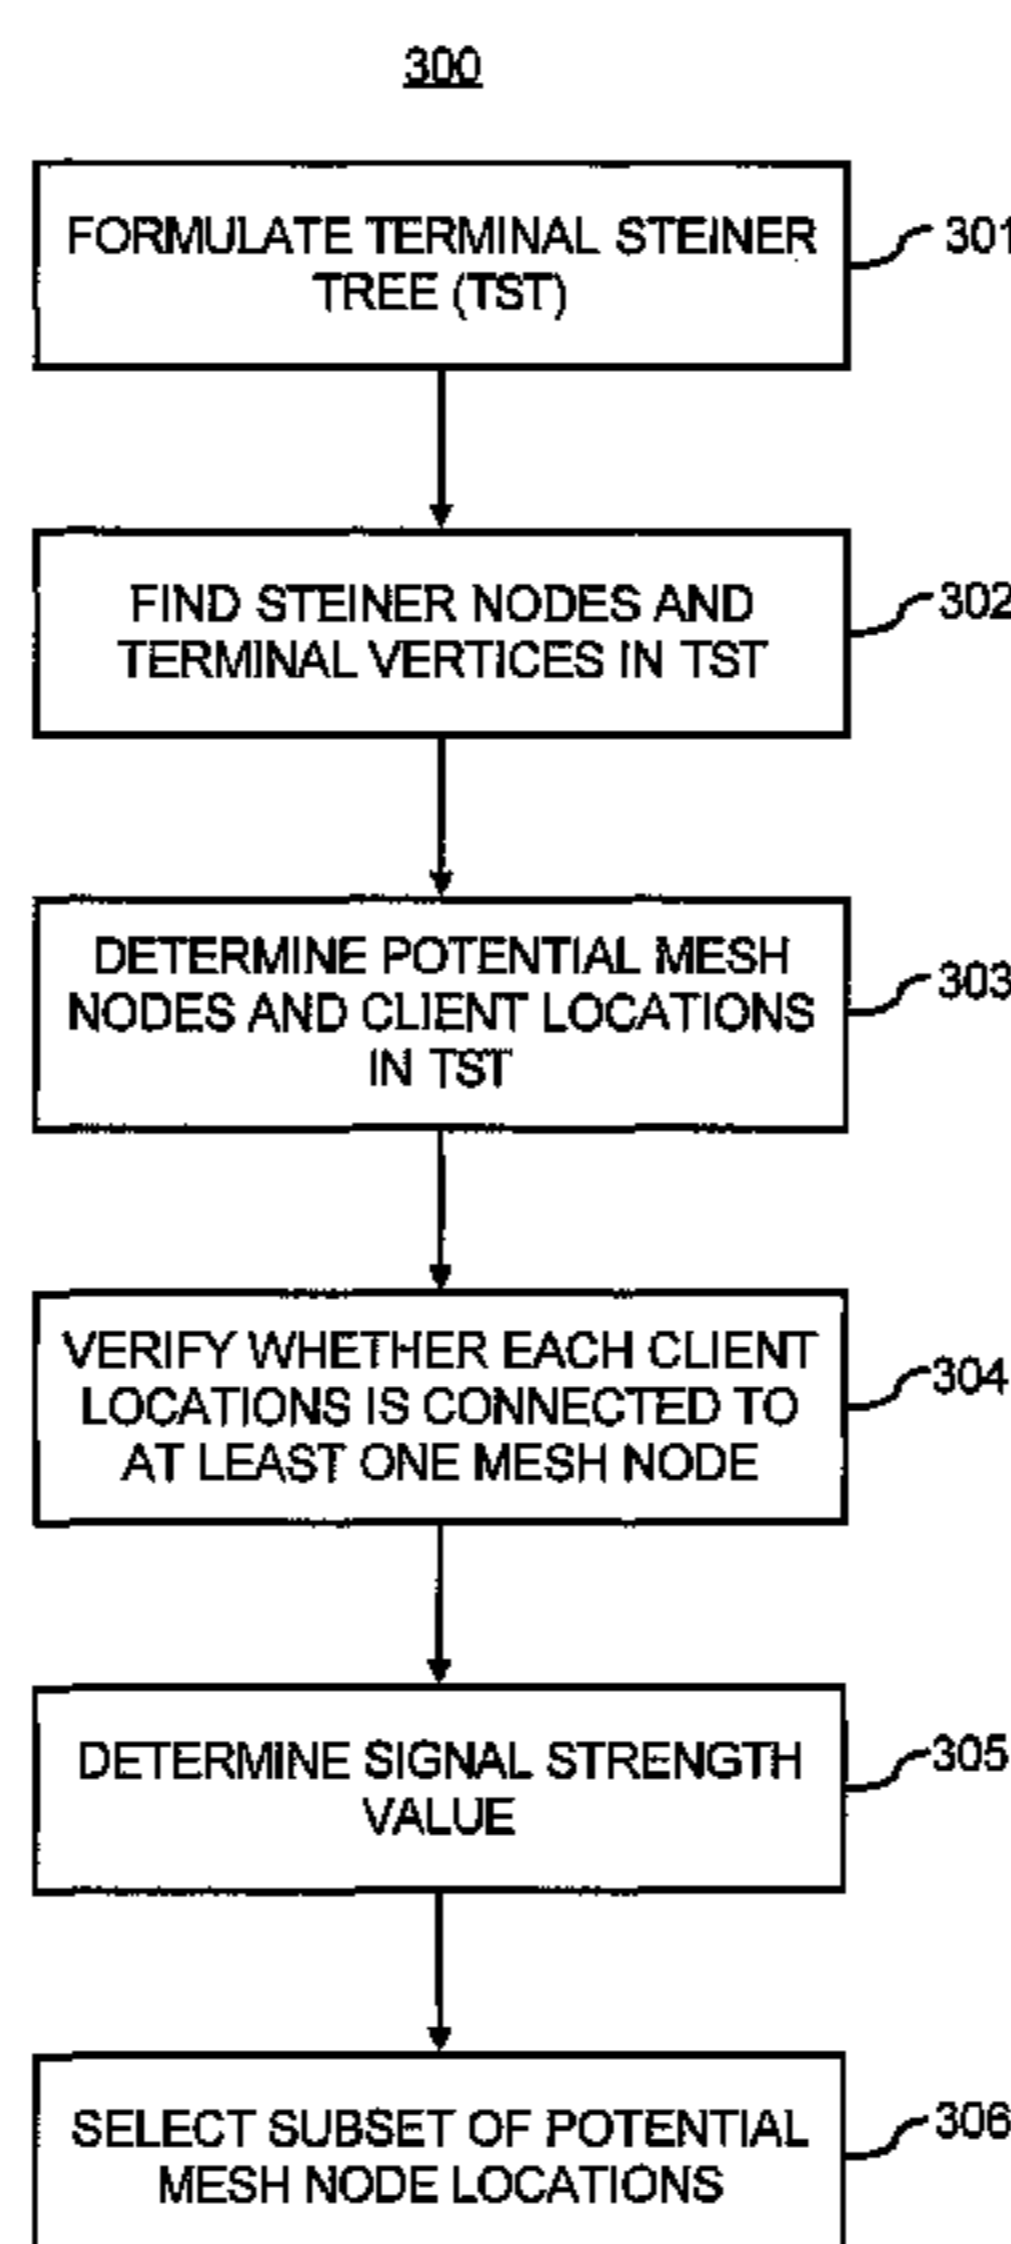 300
FORMULATE TERMINAL STEINER
TREE (TST)
301
FIND STEINER NODES AND
TERMINAL VERTICES IN TST
302
DETERMINE POTENTIAL MESH
NODES AND CLIENT LOCATIONS
IN TST
303
VERIFY WHETHER EACH CLIENT
LOCATIONS IS CONNECTED TO
AT LEAST ONE MESH NODE
304
DETERMINE SIGNAL STRENGTH
VALUE
305
SELECT SUBSET OF POTENTIAL
MESH NODE LOCATIONS
306